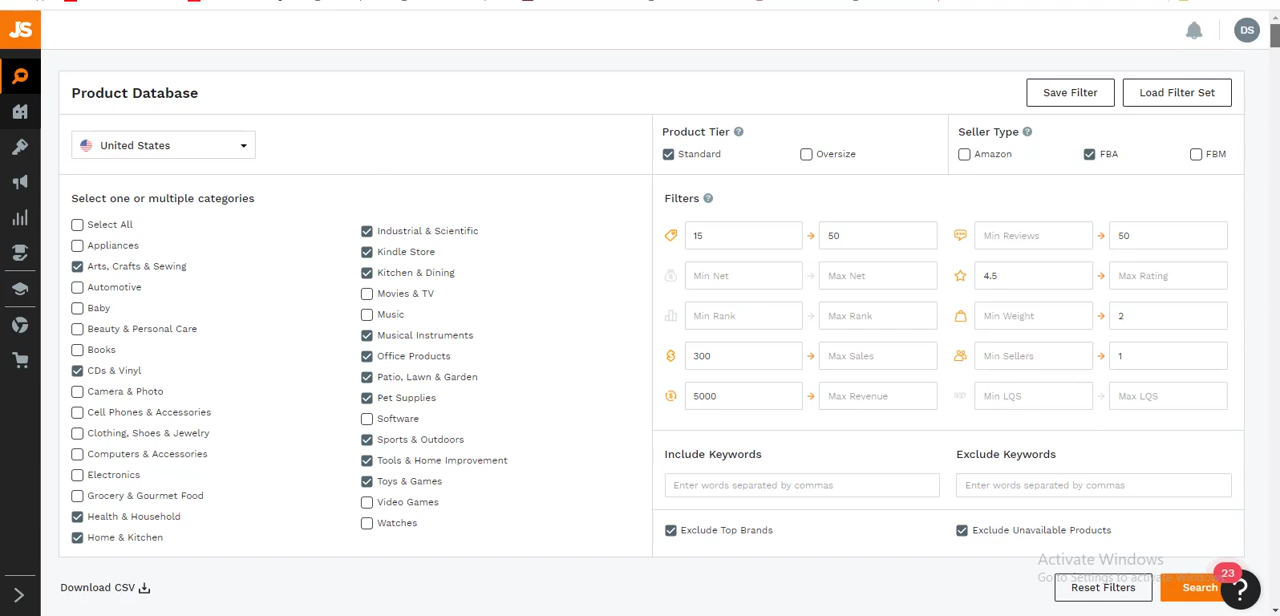 JS
DS
Product Database
Save Filter
Load Filter Set
United States
Product Tier
Standard
Oversize
Seller Type
Amazon
FBA
FBM
Select one or multiple categories
Select All
Appliances
Arts, Crafts & Sewing
Automotive
Baby
Beauty & Personal Care
Books
CDs & Vinyl
Camera & Photo
Cell Phones & Accessories
Clothing, Shoes & Jewelry
Computers & Accessories
Electronics
Grocery & Gourmet Food
Health & Household
Home & Kitchen
Industrial & Scientific
Kindle Store
Kitchen & Dining
Movies & TV
Music
Musical Instruments
Office Products
Patio, Lawn & Garden
Pet Supplies
Software
Sports & Outdoors
Tools & Home Improvement
Toys & Games
Video Games
Watches
Filters
15
50
Min Reviews
50
Min Net
Max Net
4.5
Max Rating
Min Rank
Max Rank
Min Weight
2
300
Max Sales
Min Sellers
1
5000
Max Revenue
Min LQS
Max LQS
Include Keywords
Exclude Keywords
Enter words separated by commas
Enter words separated by commas
Exclude Top Brands
Exclude Unavailable Products
Activate Windows
Go to Settings to activate Windows
Download CSV
Reset Filters
Search
23
?